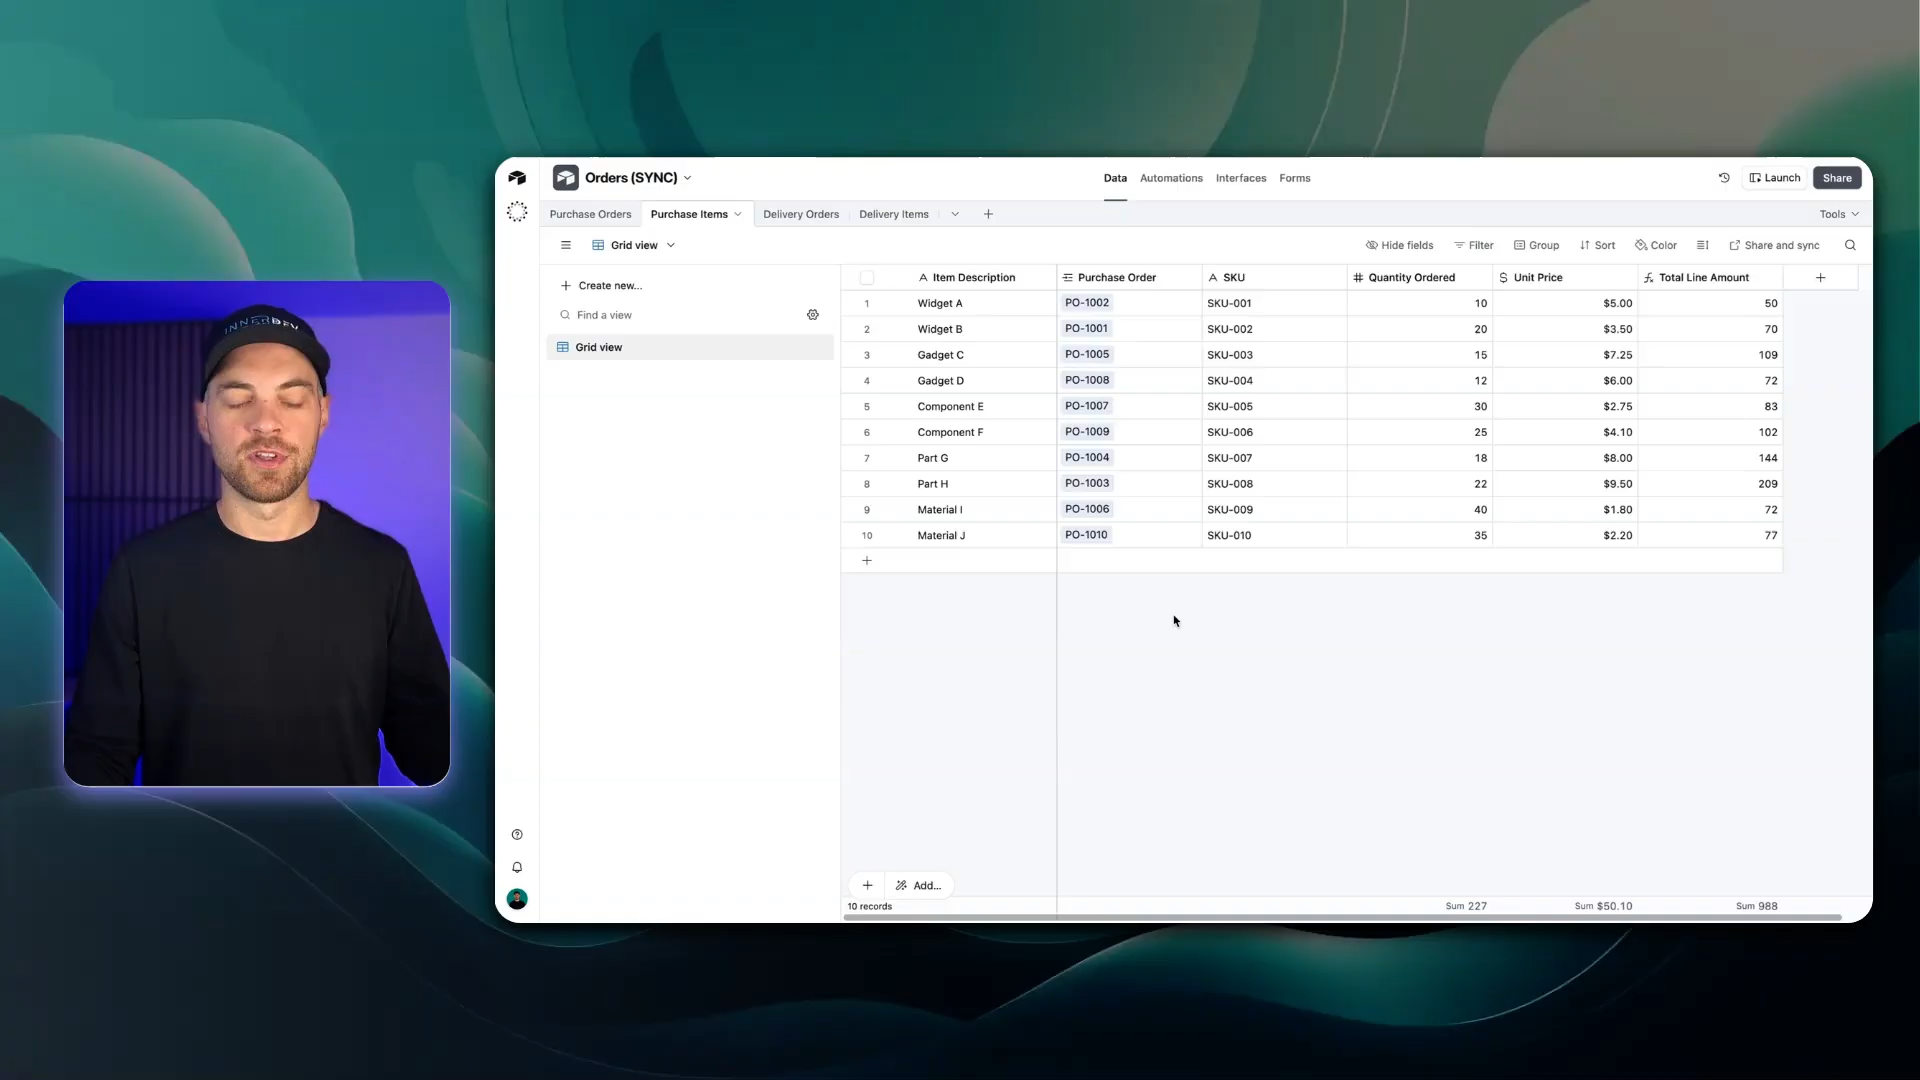 INNERDEV
Orders (SYNC)
Data Automations Interfaces Forms
Launch Share
Purchase Orders Purchase Items Delivery Orders Delivery Items
Tools
Grid view
Hide fields Filter Group Sort Color Share and sync
Create new...
Find a view
Grid view
Item Description Purchase Order SKU Quantity Ordered Unit Price Total Line Amount
1 Widget A PO-1002 SKU-001 10 $5.00 50
2 Widget B PO-1001 SKU-002 20 $3.50 70
3 Gadget C PO-1005 SKU-003 15 $7.25 109
4 Gadget D PO-1008 SKU-004 12 $6.00 72
5 Component E PO-1007 SKU-005 30 $2.75 83
6 Component F PO-1009 SKU-006 25 $4.10 102
7 Part G PO-1004 SKU-007 18 $8.00 144
8 Part H PO-1003 SKU-008 22 $9.50 209
9 Material I PO-1006 SKU-009 40 $1.80 72
10 Material J PO-1010 SKU-010 35 $2.20 77
Add...
10 records Sum 227 Sum $50.10 Sum 988